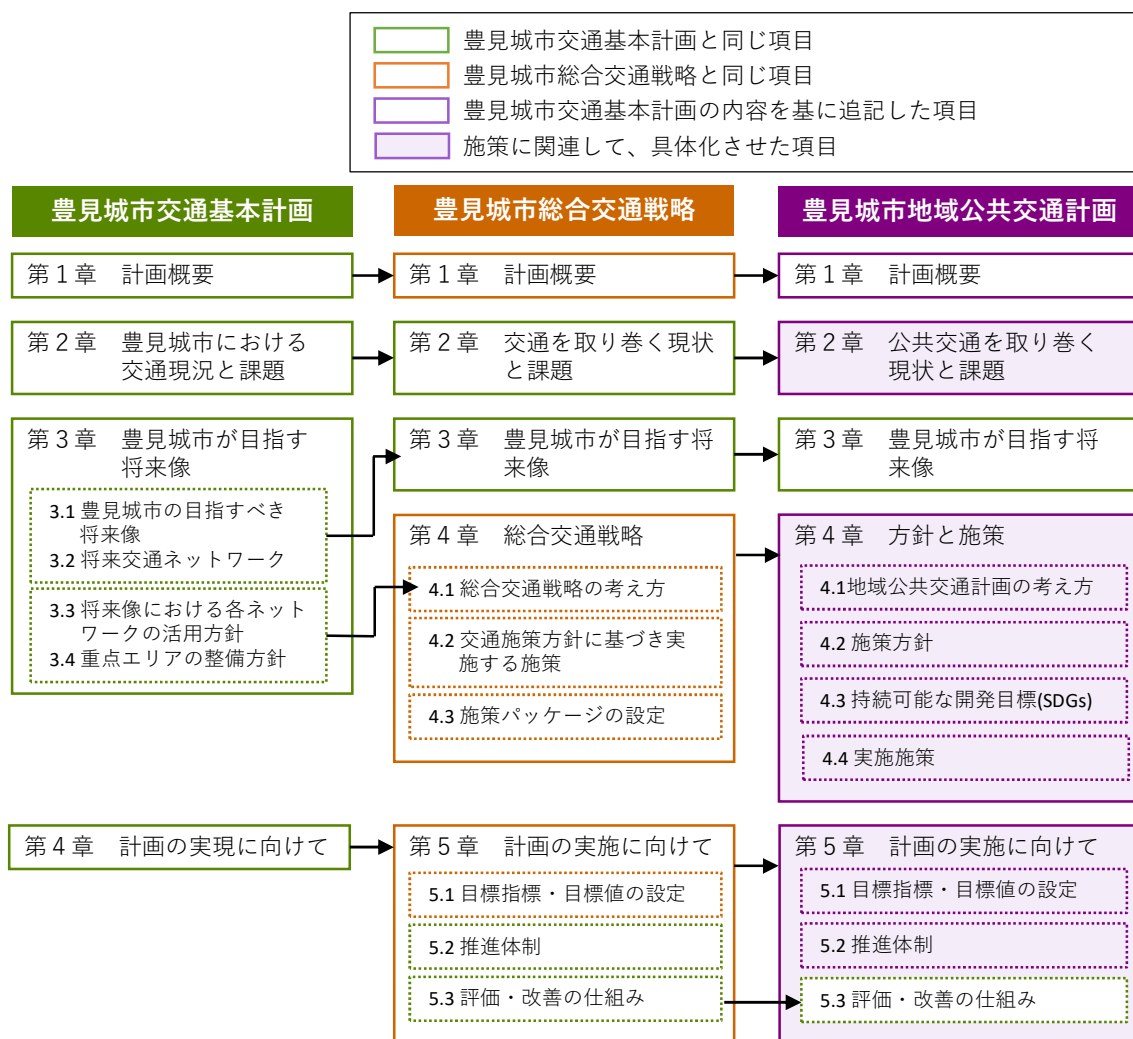 豊見城市交通基本計画と同じ項目
豊見城市総合交通戦略と同じ項目
豊見城市交通基本計画の内容を基に追記した項目
施策に関連して、具体化させた項目
豊見城市交通基本計画
第１章　計画概要
第２章　豊見城市における
交通現況と課題
第３章　豊見城市が目指す
将来像
3.1 豊見城市の目指すべき
将来像
3.2 将来交通ネットワーク
3.3 将来像における各ネット
ワークの活用方針
3.4 重点エリアの整備方針
第４章　計画の実現に向けて
豊見城市総合交通戦略
第１章　計画概要
第２章　交通を取り巻く現状
と課題
第３章　豊見城市が目指す将
来像
第４章　総合交通戦略
4.1 総合交通戦略の考え方
4.2 交通施策方針に基づき実
施する施策
4.3 施策パッケージの設定
第５章　計画の実施に向けて
5.1 目標指標・目標値の設定
5.2 推進体制
5.3 評価・改善の仕組み
豊見城市地域公共交通計画
第１章　計画概要
第２章　公共交通を取り巻く
現状と課題
第３章　豊見城市が目指す将
来像
第４章　方針と施策
4.1地域公共交通計画の考え方
4.2 施策方針
4.3 持続可能な開発目標(SDGs)
4.4 実施施策
第５章　計画の実施に向けて
5.1 目標指標・目標値の設定
5.2 推進体制
5.3 評価・改善の仕組み